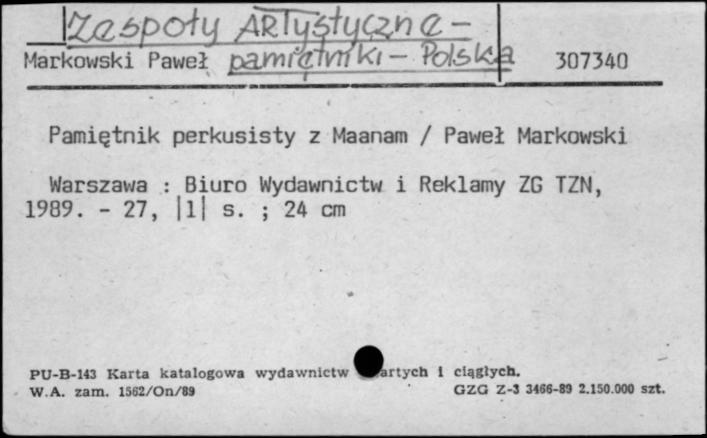 Zespoły ARTystyczne -
Markowski Paweł pamiętniki - Polska 307340
Pamiętnik perkusisty z Maanam / Paweł Markowski
Warszawa : Biuro Wydawnictw i Reklamy ZG TZN,
1989. - 27, |1| s. ; 24 cm
PU-B-143 Karta katalogowa wydawnictw artych i ciągłych.
W.A. zam. 1562/On/89 GZG Z-3 3466-89 2.150.000 szt.